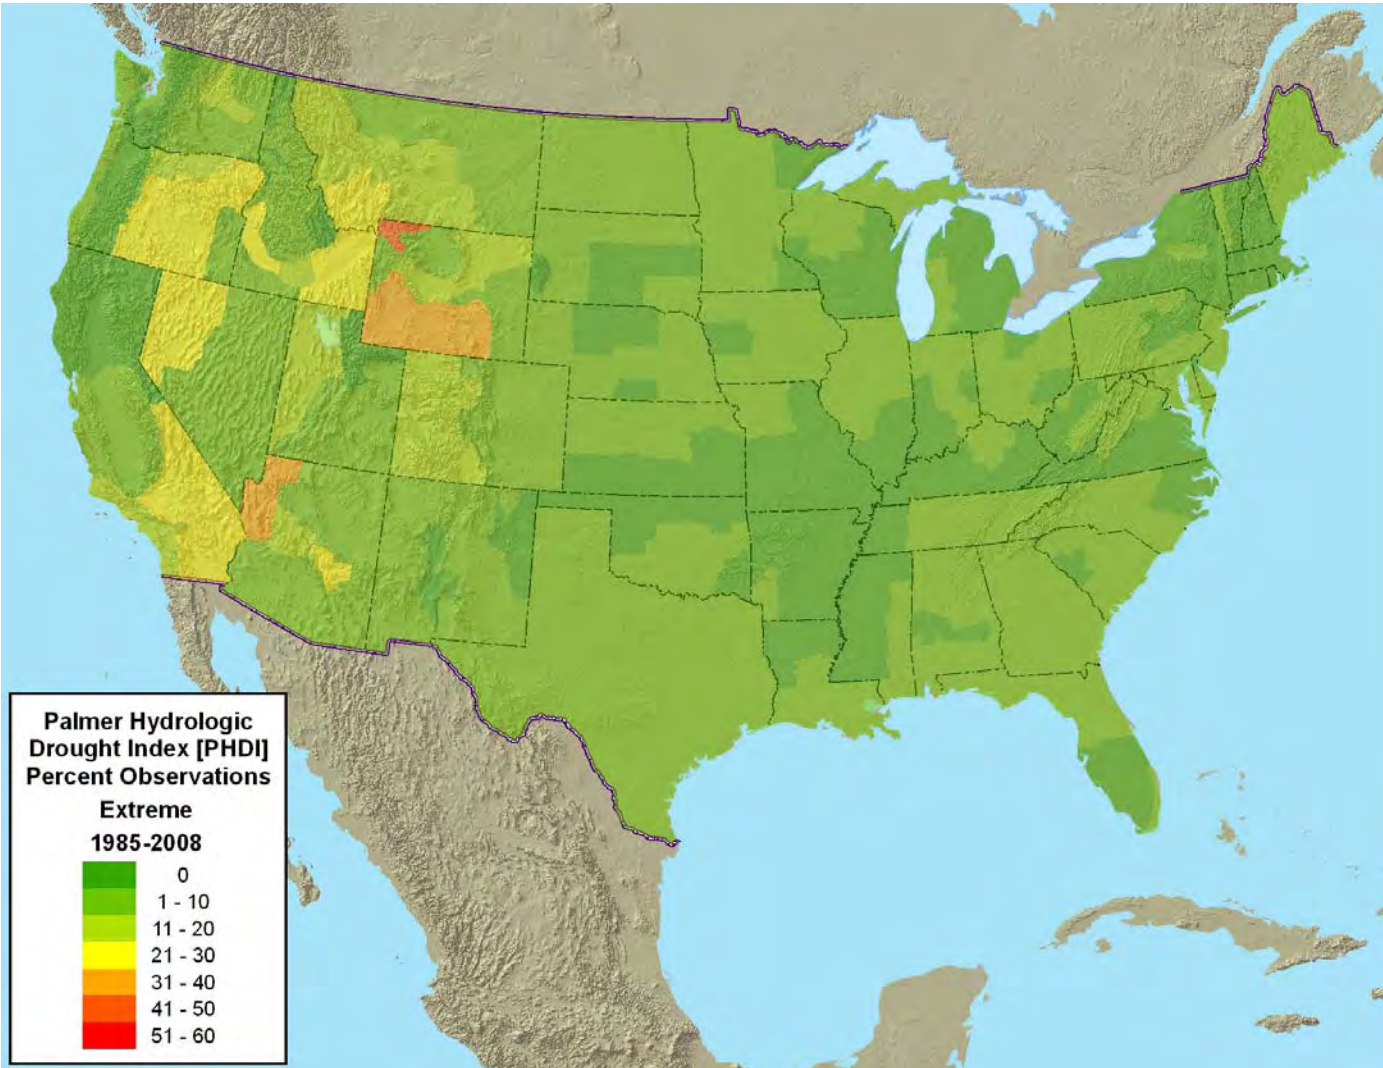 Palmer Hydrologic
Drought Index [PHDI]
Percent Observations
Extreme
1985-2008
0
1 - 10
11 - 20
21 - 30
31 - 40
41 - 50
51 - 60